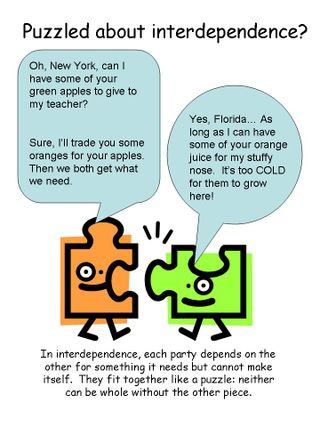 Puzzled about interdependence?
Oh, New York, can I
have some of your
green apples to give to
my teacher?
Sure, I'll trade you some
oranges for your apples.
Then we both get what
we need.
Yes, Florida... As
long as I can have
some of your orange
juice for my stuffy
nose. It's too COLD
for them to grow
here!
In interdependence, each party depends on the
other for something it needs but cannot make
itself. They fit together like a puzzle: neither
can be whole without the other piece.